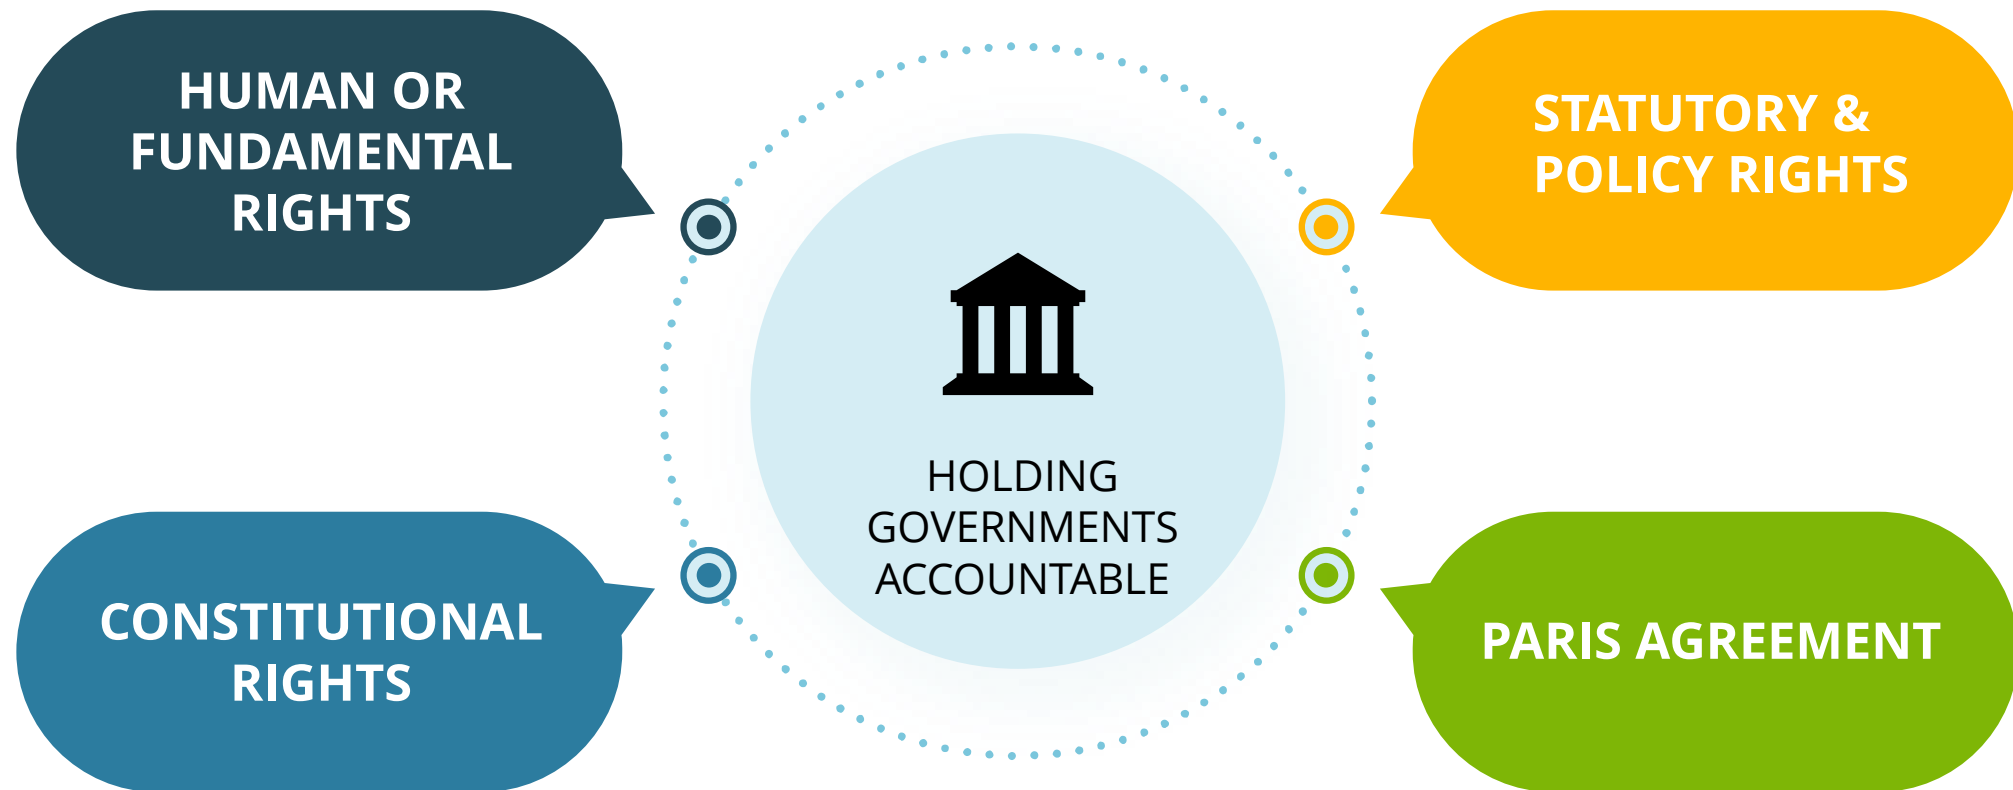 HUMAN OR
FUNDAMENTAL
RIGHTS
STATUTORY &
POLICY RIGHTS
HOLDING
GOVERNMENTS
ACCOUNTABLE
CONSTITUTIONAL
RIGHTS
PARIS AGREEMENT